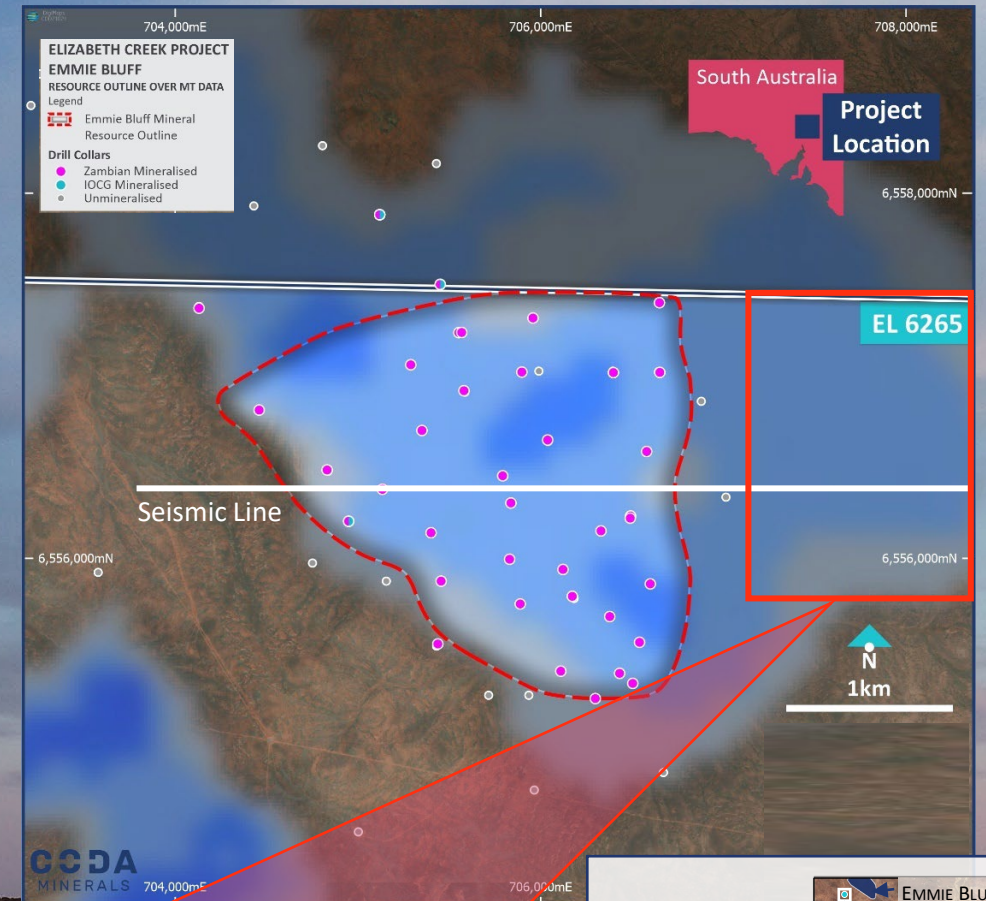 704,000mE
706,000mE
708,000mE
ELIZABETH CREEK PROJECT
EMMIE BLUFF
RESOURCE OUTLINE OVER MT DATA
Legend
Emmie Bluff Mineral
Resource Outline
Drill Collars
Zambian Mineralised
IOCG Mineralised
Unmineralised
South Australia
Project
Location
6,558,000mN
EL 6265
Seismic Line
6,556,000mN
6,556,000mN
N
1km
CODA
MINERALS
704,000mE
706,000mE
EMMIE BLU